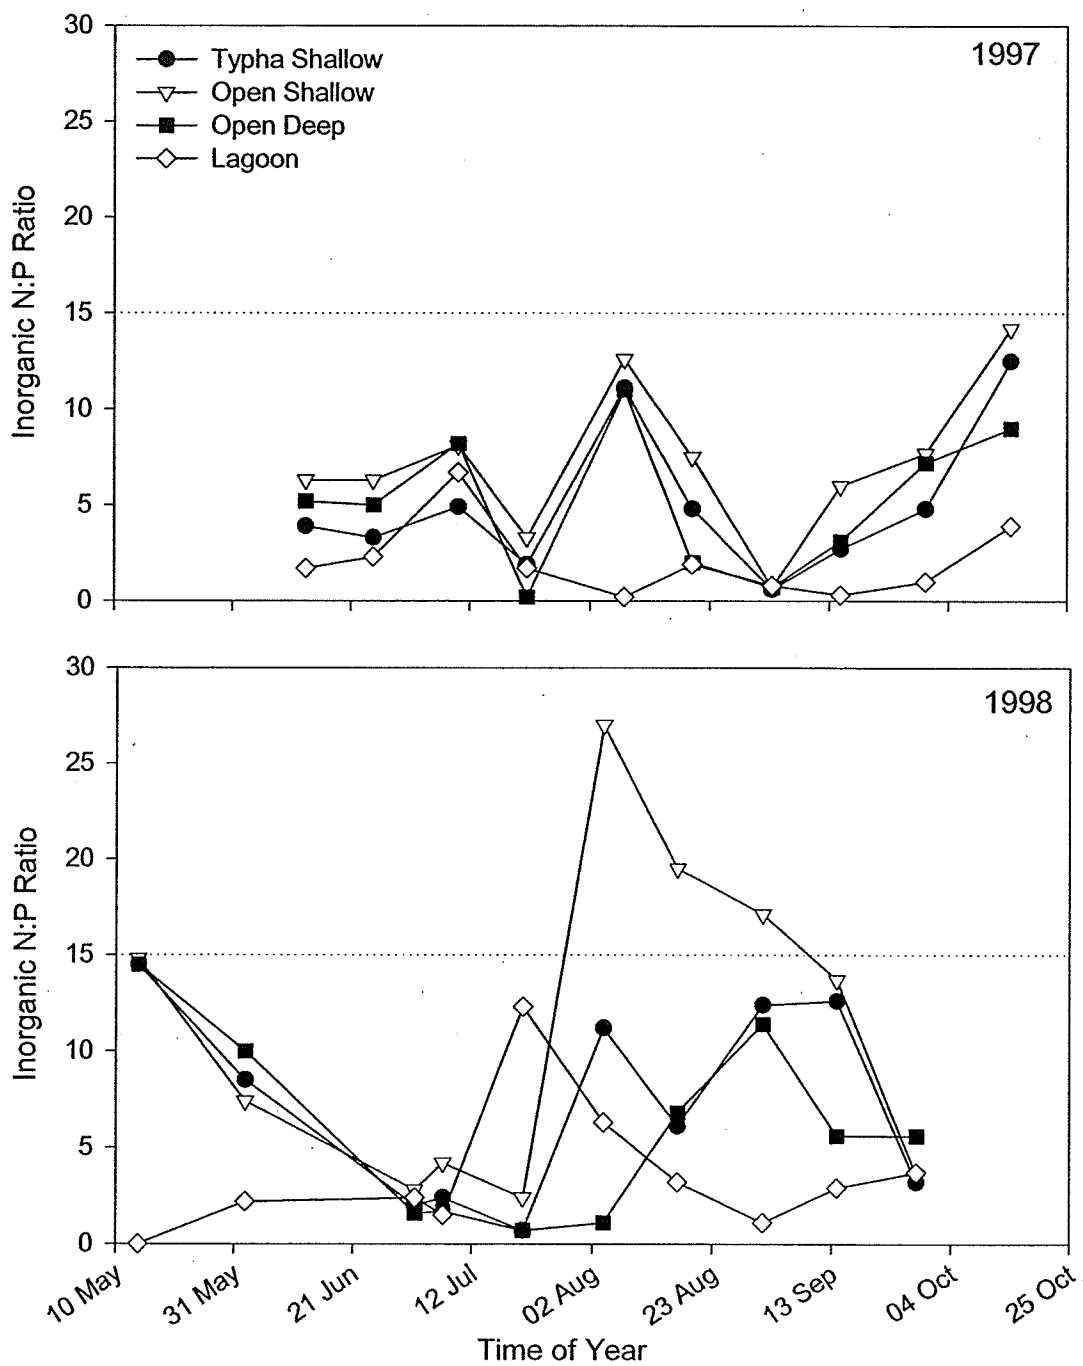 30
25
20
15
10
5
0
Inorganic N:P Ratio
Typha Shallow
Open Shallow
Open Deep
Lagoon
1997
30
25
20
15
10
5
0
Inorganic N:P Ratio
1998
10 May
31 May
21 Jun
12 Jul
02 Aug
23 Aug
13 Sep
04 Oct
25 Oct
Time of Year